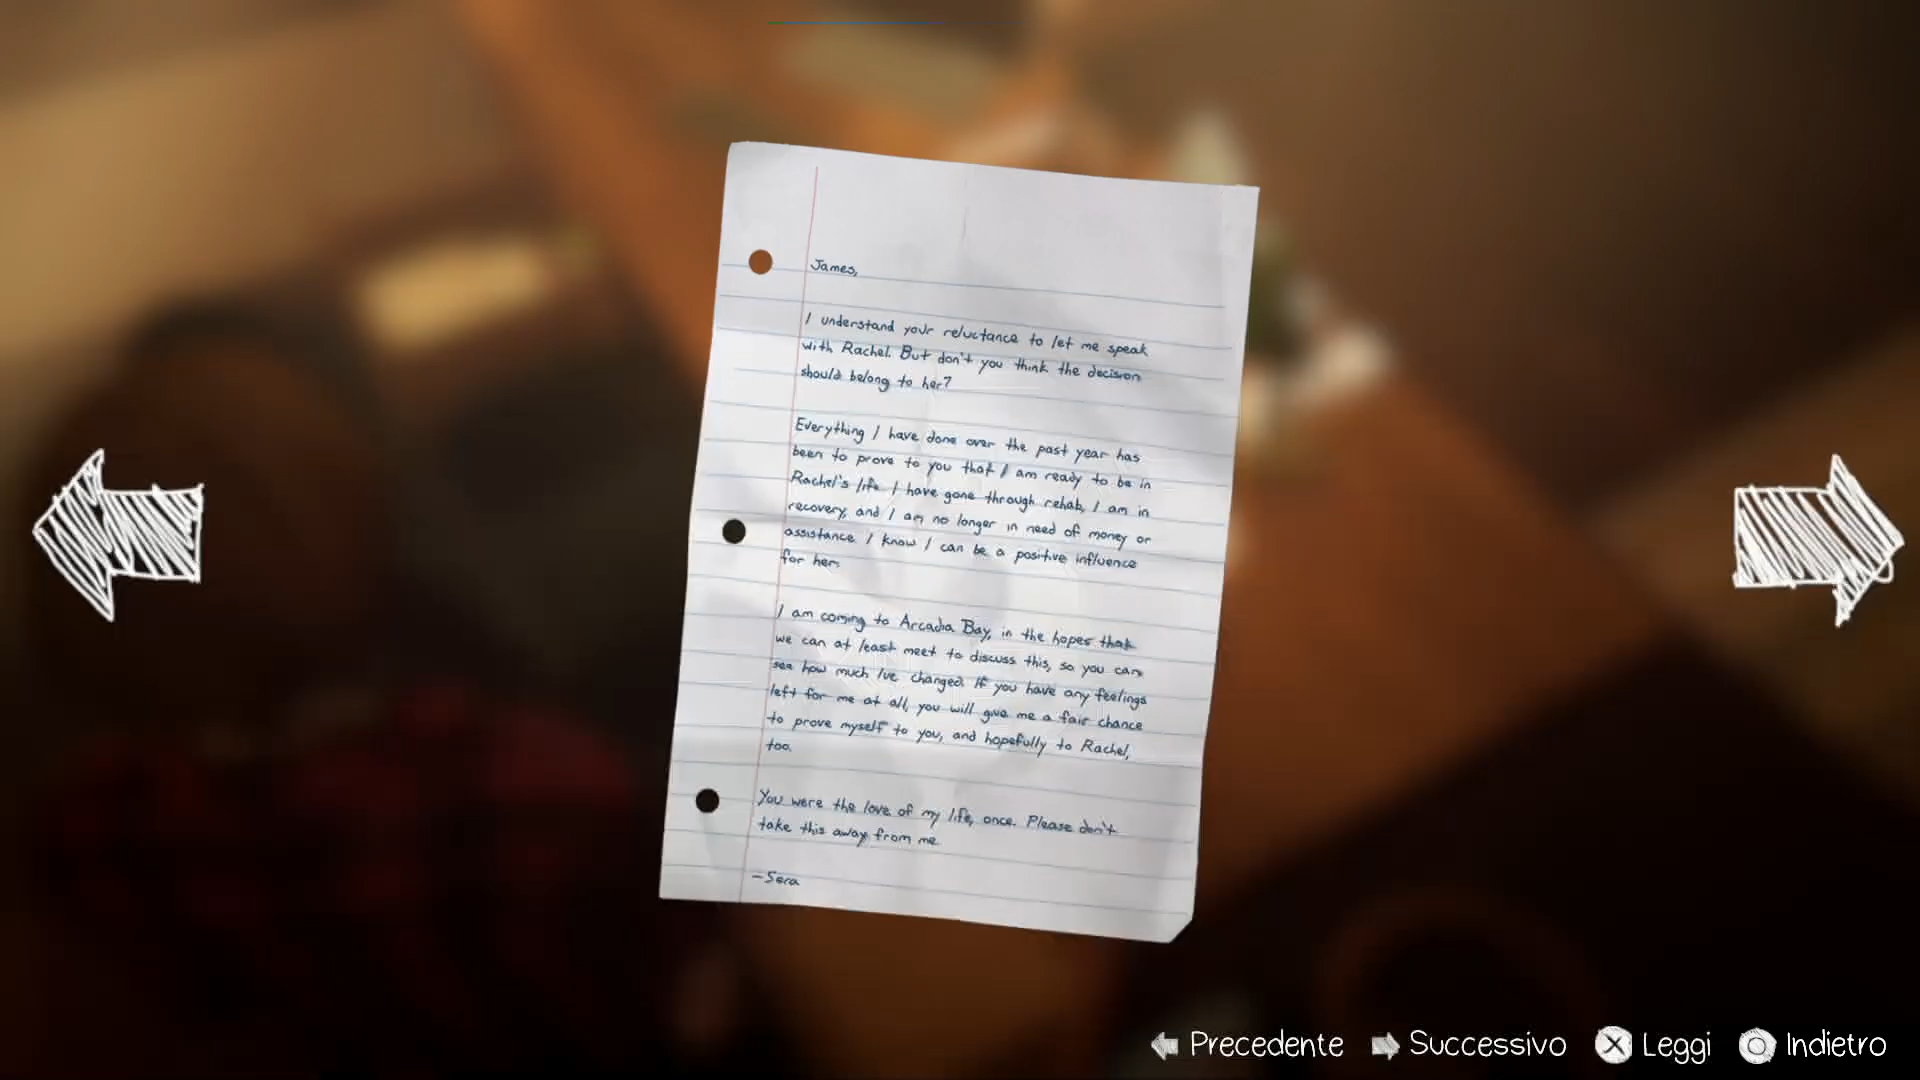 James,
I understand your reluctance to let me speak
with Rachel. But don't you think the decision
should belong to her?
Everything I have done over the past year has
been to prove to you that I am ready to be in
Rachel's life. I have gone through rehab, I am in
recovery, and I am no longer in need of money or
assistance. I know I can be a positive influence
for her.
I am coming to Arcadia Bay, in the hopes that
we can at least meet to discuss this, so you can
see how much I've changed. If you have any feelings
left for me at all, you will give me a fair chance
to prove myself to you, and hopefully to Rachel,
too.
You were the love of my life, once. Please don't
take this away from me.
-Sera
Precedente Successivo Leggi Indietro